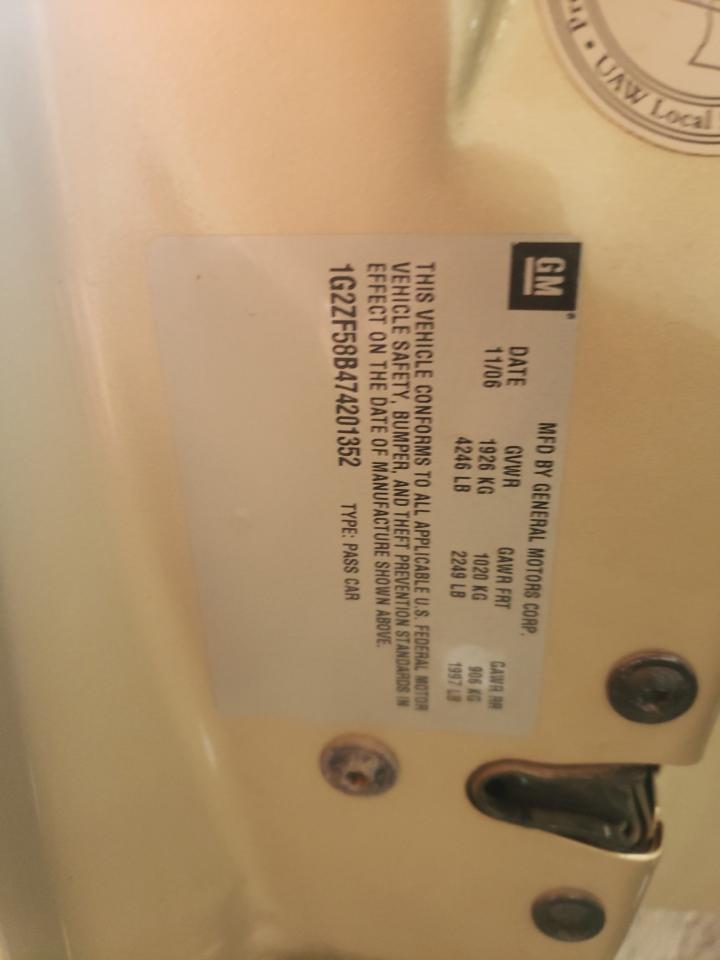 UAW Local
GM
MFD BY GENERAL MOTORS CORP.
DATE GVWR GAWR FRT GAWR RR
11/06 1926 KG 1020 KG 906 KG
4246 LB 2249 LB 1997 LB
THIS VEHICLE CONFORMS TO ALL APPLICABLE U.S. FEDERAL MOTOR
VEHICLE SAFETY, BUMPER, AND THEFT PREVENTION STANDARDS IN
EFFECT ON THE DATE OF MANUFACTURE SHOWN ABOVE.
1G2ZF58B474201352 TYPE: PASS CAR